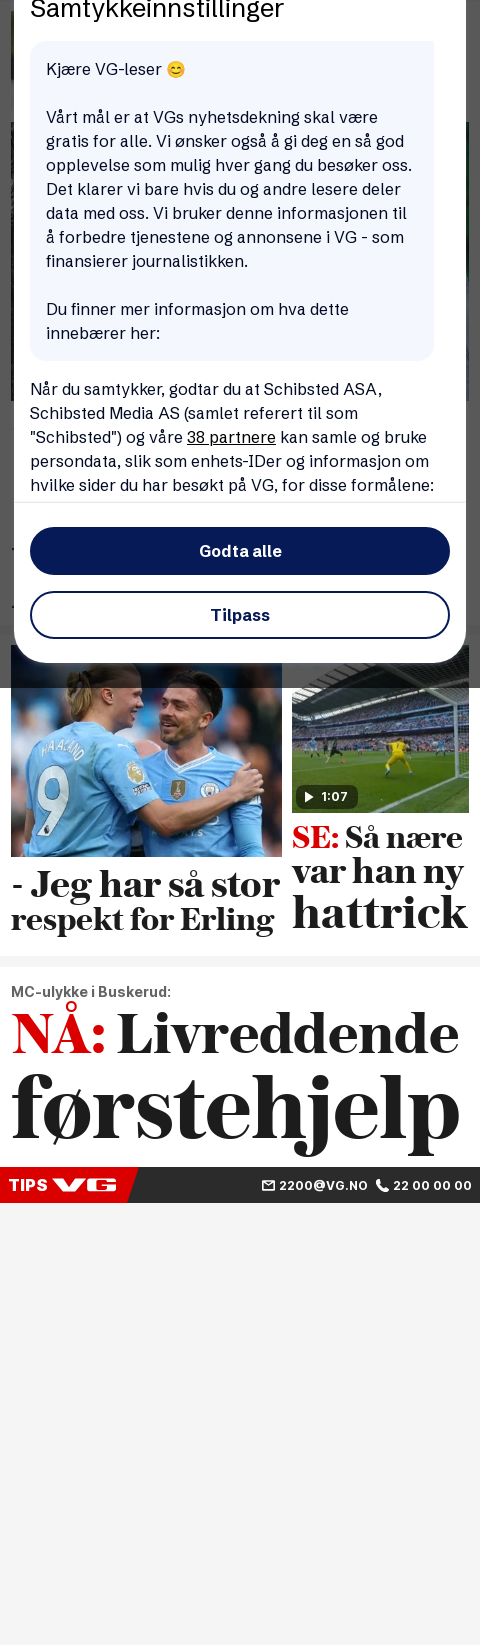 Samtykkeinnstillinger
Kjære VG-leser 😊
Vårt mål er at VGs nyhetsdekning skal være
gratis for alle. Vi ønsker også å gi deg en så god
opplevelse som mulig hver gang du besøker oss.
Det klarer vi bare hvis du og andre lesere deler
data med oss. Vi bruker denne informasjonen til
å forbedre tjenestene og annonsene i VG - som
finansierer journalistikken.
Du finner mer informasjon om hva dette
innebærer her:
Når du samtykker, godtar du at Schibsted ASA,
Schibsted Media AS (samlet referert til som
"Schibsted") og våre 38 partnere kan samle og bruke
persondata, slik som enhets-IDer og informasjon om
hvilke sider du har besøkt på VG, for disse formålene:
Godta alle
Tilpass
HAALAND
9
1:07
- Jeg har så stor
respekt for Erling
SE: Så nære
var han ny
hattrick
MC-ulykke i Buskerud:
NÅ: Livreddende
førstehjelp
TIPS VG
2200@VG.NO 22 00 00 00